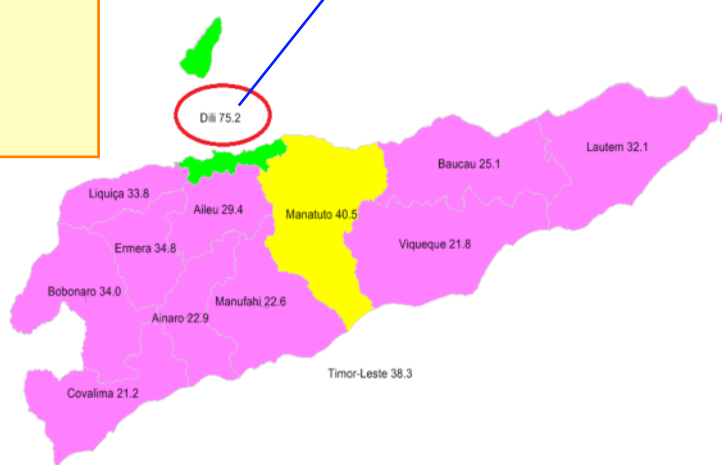 Dili 75.2
Lautem 32.1
Baucau 25.1
Liquiça 33.8
Aileu 29.4
Manatuto 40.5
Viqueque 21.8
Ermera 34.8
Bobonaro 34.0
Manufahi 22.6
Ainaro 22.9
Timor-Leste 38.3
Covalima 21.2